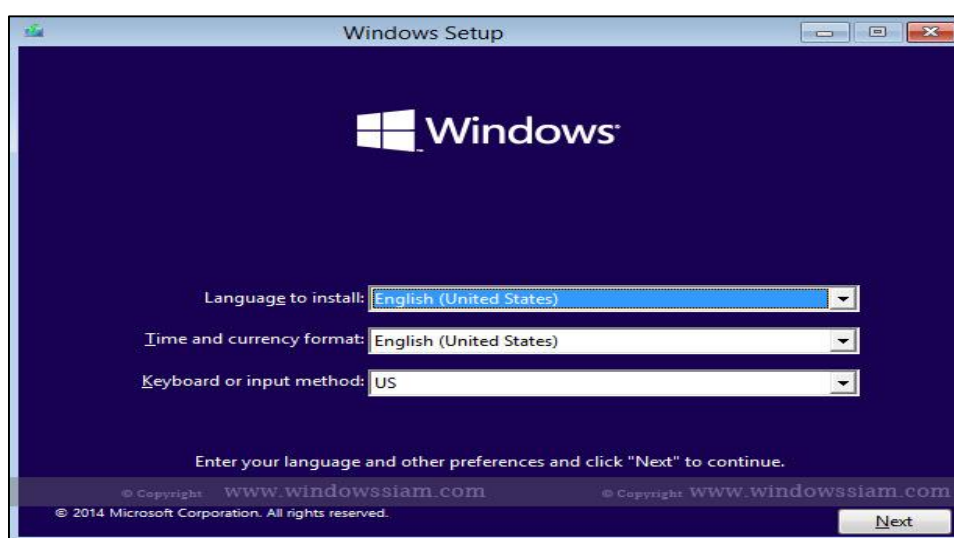 Windows Setup
Windows
Language to install: English (United States)
Time and currency format: English (United States)
Keyboard or input method: US
Enter your language and other preferences and click "Next" to continue.
© Copyright www.windowssiam.com © Copyright www.windowssiam.com
© 2014 Microsoft Corporation. All rights reserved.
Next